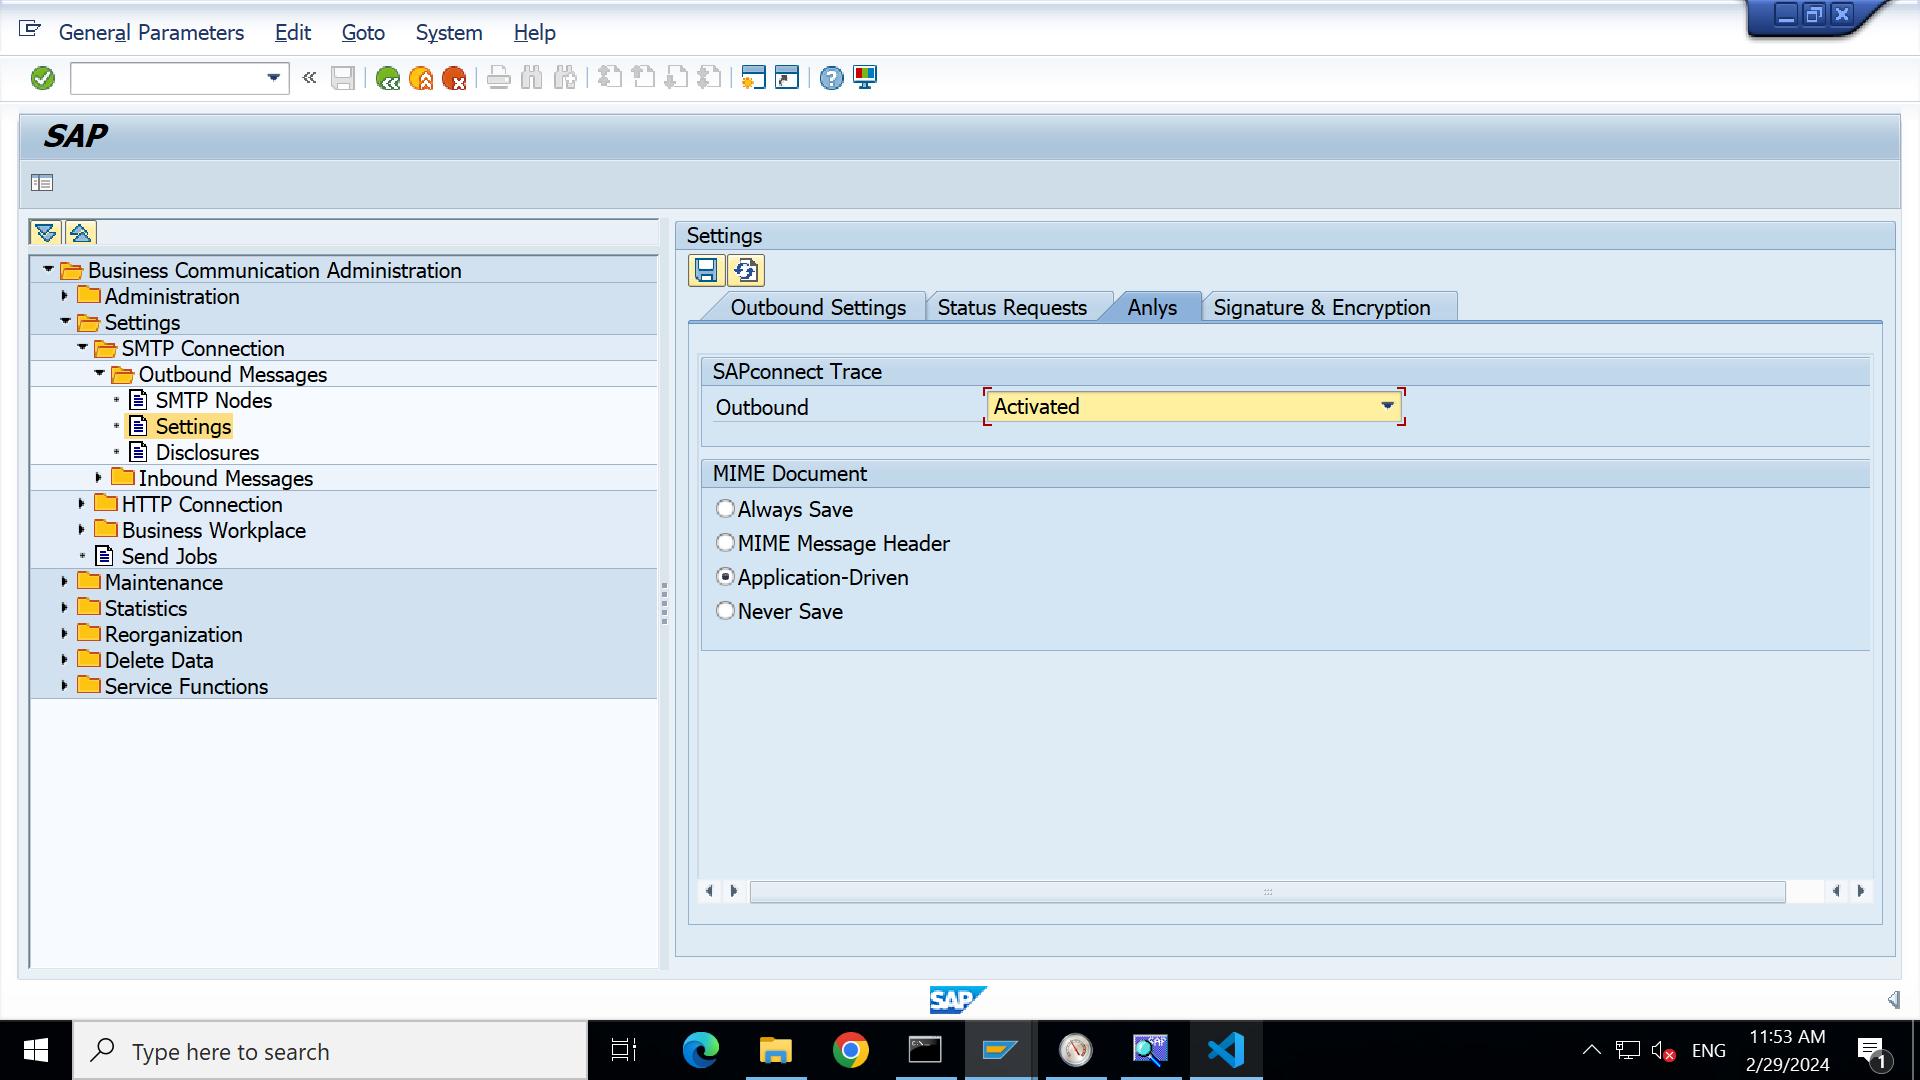 General Parameters Edit Goto System Help
SAP
Settings
Business Communication Administration
Administration
Settings
SMTP Connection
Outbound Messages
SMTP Nodes
Settings
Disclosures
Inbound Messages
HTTP Connection
Business Workplace
Send Jobs
Maintenance
Statistics
Reorganization
Delete Data
Service Functions
Outbound Settings Status Requests Anlys Signature & Encryption
SAPconnect Trace
Outbound Activated
MIME Document
Always Save
MIME Message Header
Application-Driven
Never Save
SAP
Type here to search
SAP
ENG
11:53 AM
2/29/2024
1